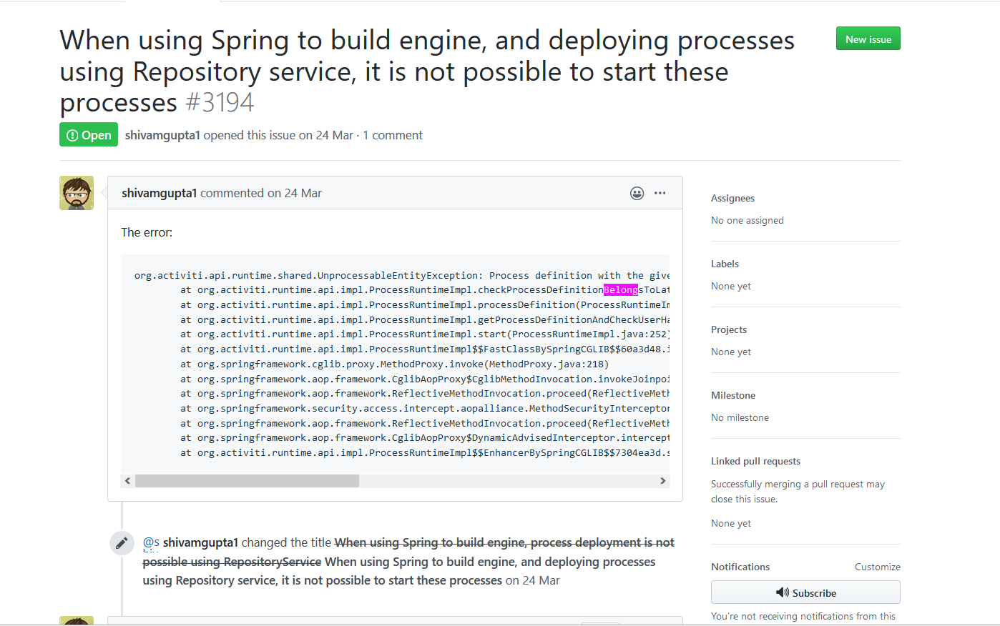 When using Spring to build engine, and deploying processes
using Repository service, it is not possible to start these
processes #3194
New issue
Open shivamgupta1 opened this issue on 24 Mar · 1 comment
shivamgupta1 commented on 24 Mar
The error:
org.activiti.api.runtime.shared.UnprocessableEntityException: Process definition with the give
at org.activiti.runtime.api.impl.ProcessRuntimeImpl.checkProcessDefinitionBelongsToLat
at org.activiti.runtime.api.impl.ProcessRuntimeImpl.processDefinition(ProcessRuntimeIm
at org.activiti.runtime.api.impl.ProcessRuntimeImpl.getProcessDefinitionAndCheckUserHa
at org.activiti.runtime.api.impl.ProcessRuntimeImpl.start(ProcessRuntimeImpl.java:252)
at org.activiti.runtime.api.impl.ProcessRuntimeImpl$$FastClassBySpringCGLIB$$60a3d48.i
at org.springframework.cglib.proxy.MethodProxy.invoke(MethodProxy.java:218)
at org.springframework.aop.framework.CglibAopProxy$CglibMethodInvocation.invokeJoinpoi
at org.springframework.aop.framework.ReflectiveMethodInvocation.proceed(ReflectiveMeth
at org.springframework.security.access.intercept.aopalliance.MethodSecurityInterceptor
at org.springframework.aop.framework.ReflectiveMethodInvocation.proceed(ReflectiveMeth
at org.springframework.aop.framework.CglibAopProxy$DynamicAdvisedInterceptor.intercept
at org.activiti.runtime.api.impl.ProcessRuntimeImpl$$EnhancerBySpringCGLIB$$7304ea3d.s
@s shivamgupta1 changed the title When using Spring to build engine, process deployment is not
possible using RepositoryService When using Spring to build engine, and deploying processes
using Repository service, it is not possible to start these processes on 24 Mar
Assignees
No one assigned
Labels
None yet
Projects
None yet
Milestone
No milestone
Linked pull requests
Successfully merging a pull request may
close this issue.
None yet
Notifications Customize
Subscribe
You're not receiving notifications from this